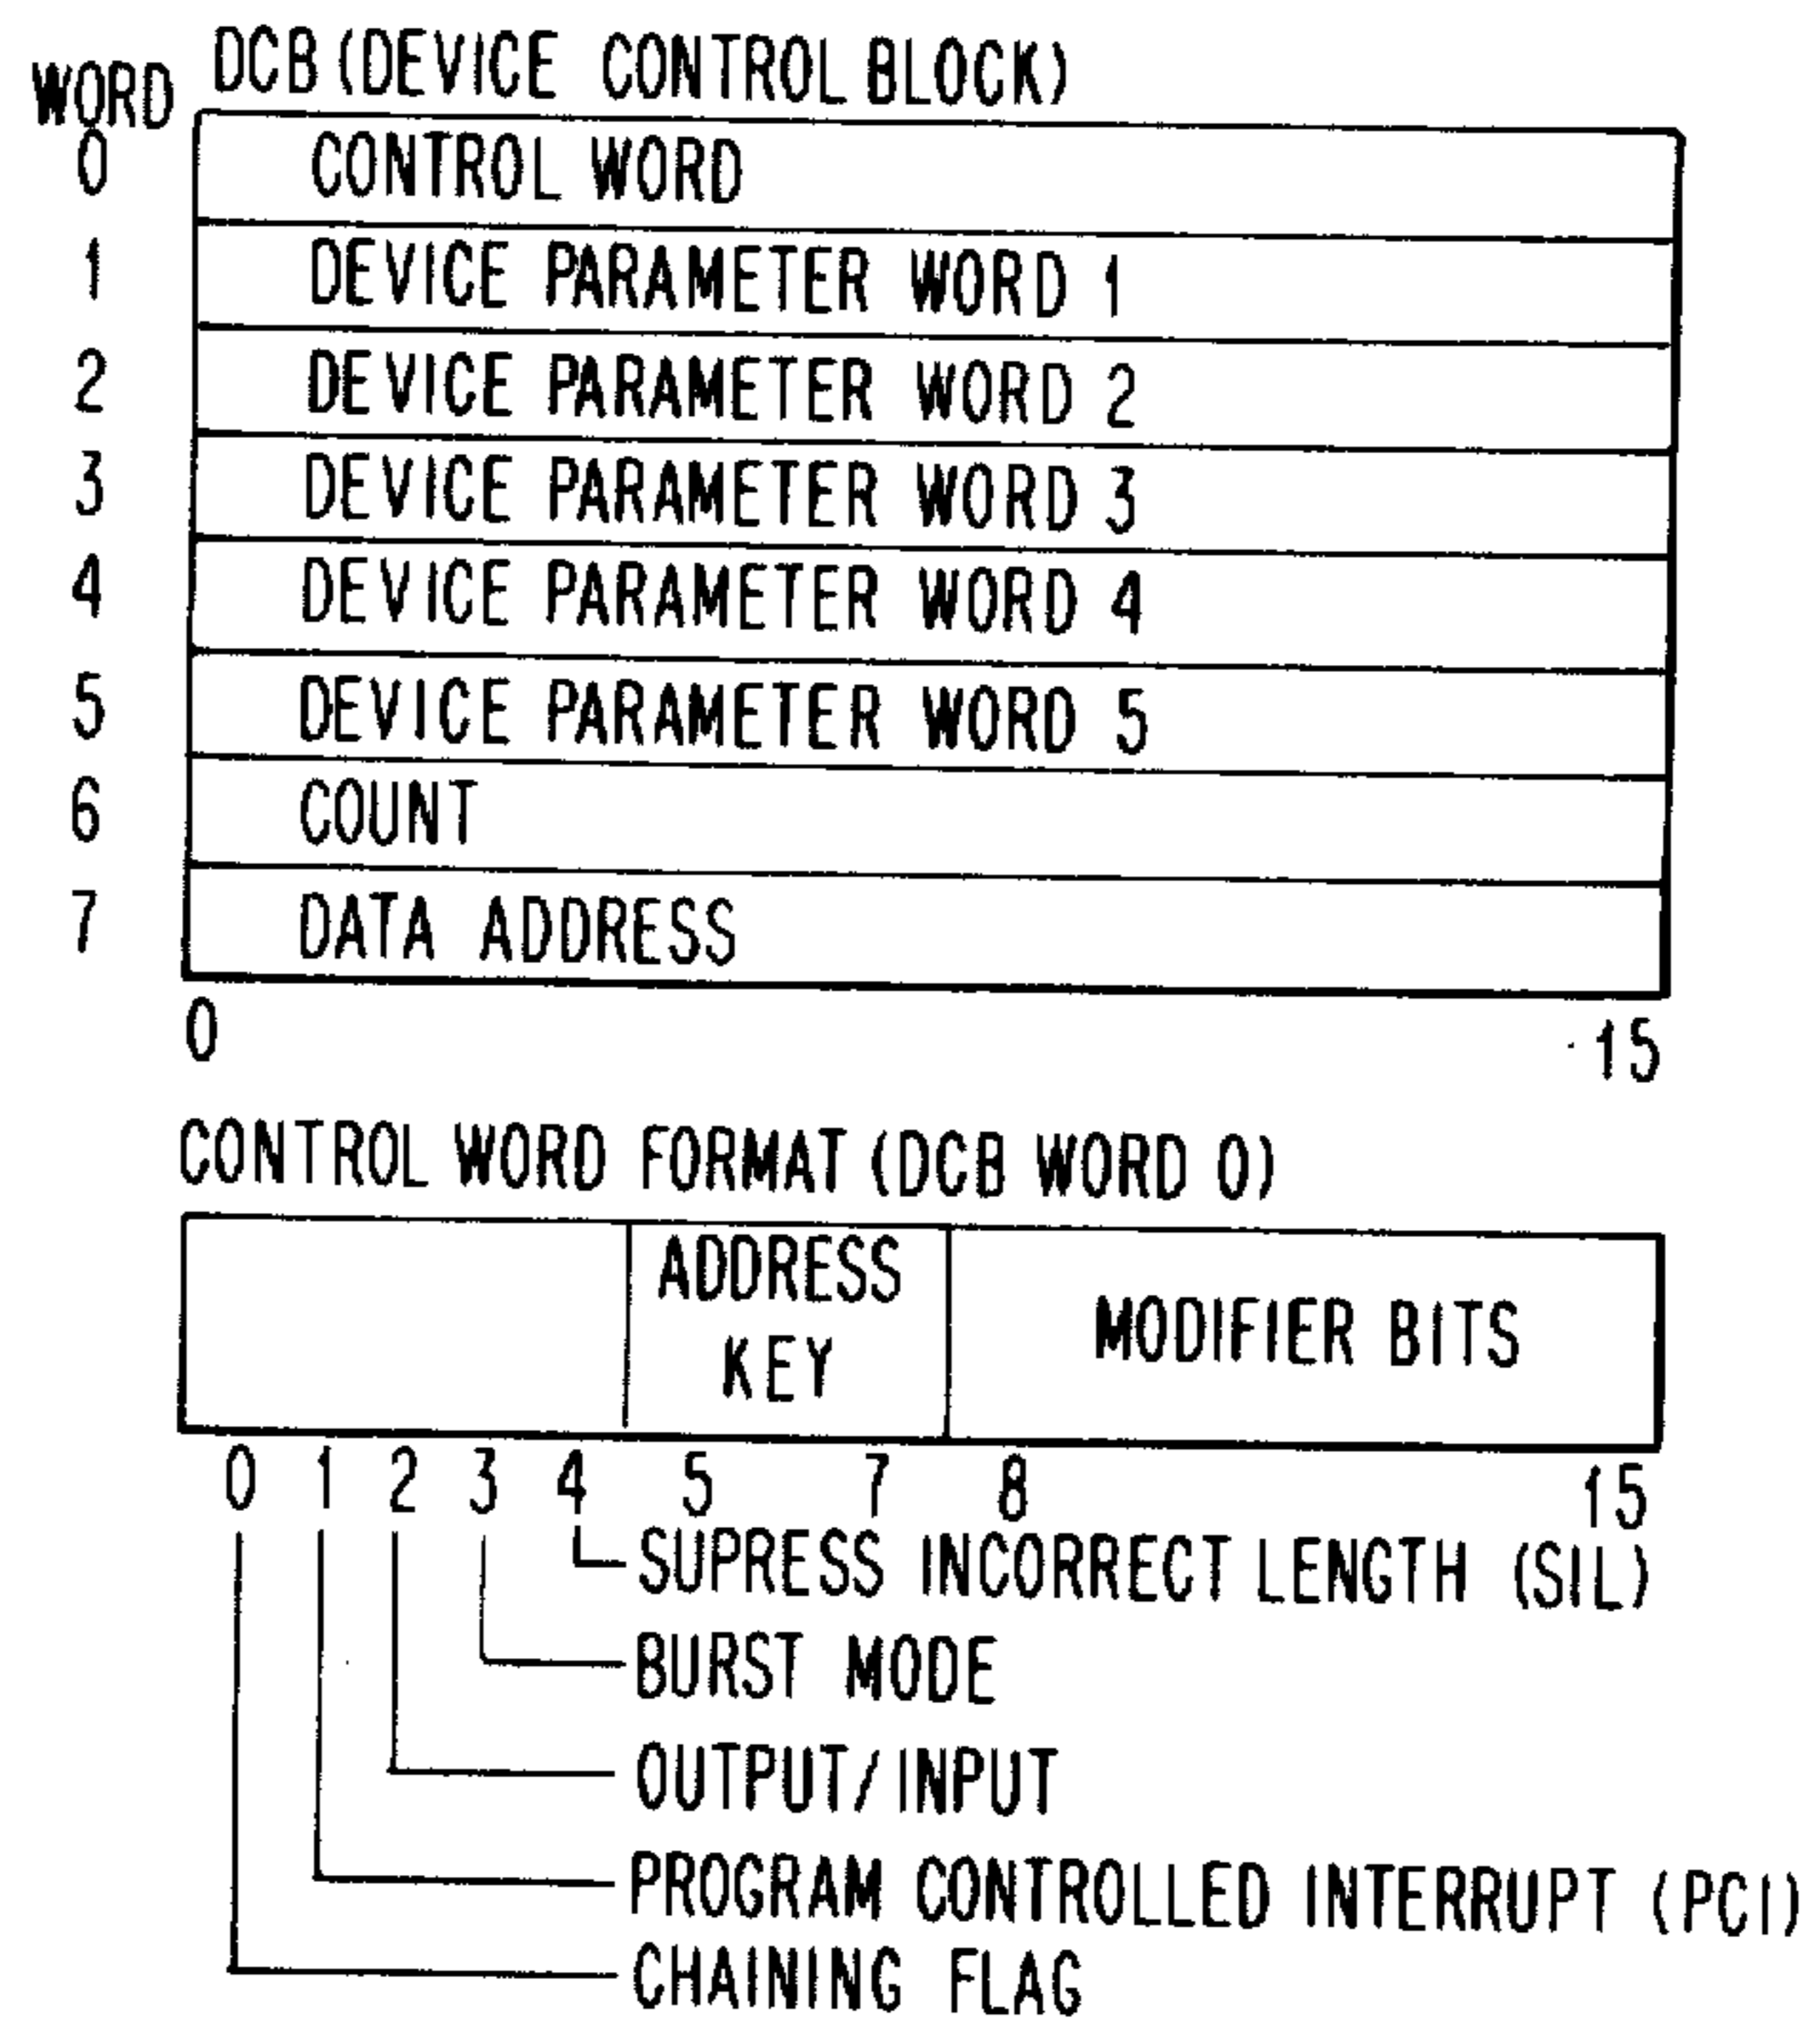 DCB (DEVICE CONTROL BLOCK)
WORD
0 CONTROL WORD
1 DEVICE PARAMETER WORD 1
2 DEVICE PARAMETER WORD 2
3 DEVICE PARAMETER WORD 3
4 DEVICE PARAMETER WORD 4
5 DEVICE PARAMETER WORD 5
6 COUNT
7 DATA ADDRESS
0 15
CONTROL WORD FORMAT (DCB WORD 0)
ADDRESS
KEY
MODIFIER BITS
0 1 2 3 4 5 7 8 15
SUPRESS INCORRECT LENGTH (SIL)
BURST MODE
OUTPUT/INPUT
PROGRAM CONTROLLED INTERRUPT (PCI)
CHAINING FLAG